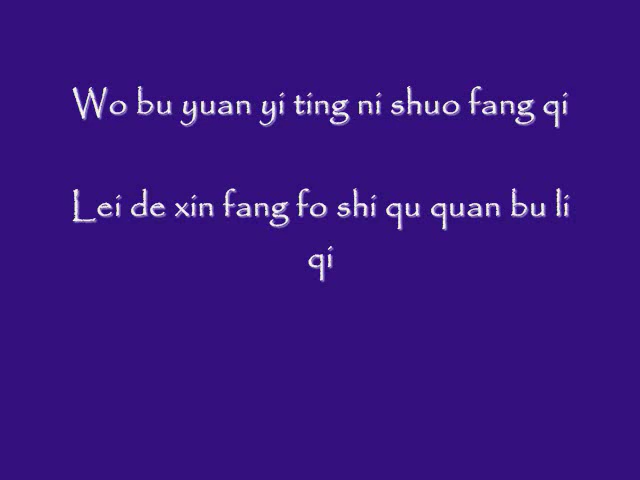 Wo bu yuan yi ting ni shuo fang qi
Lei de xin fang fo shi qu quan bu li
qi